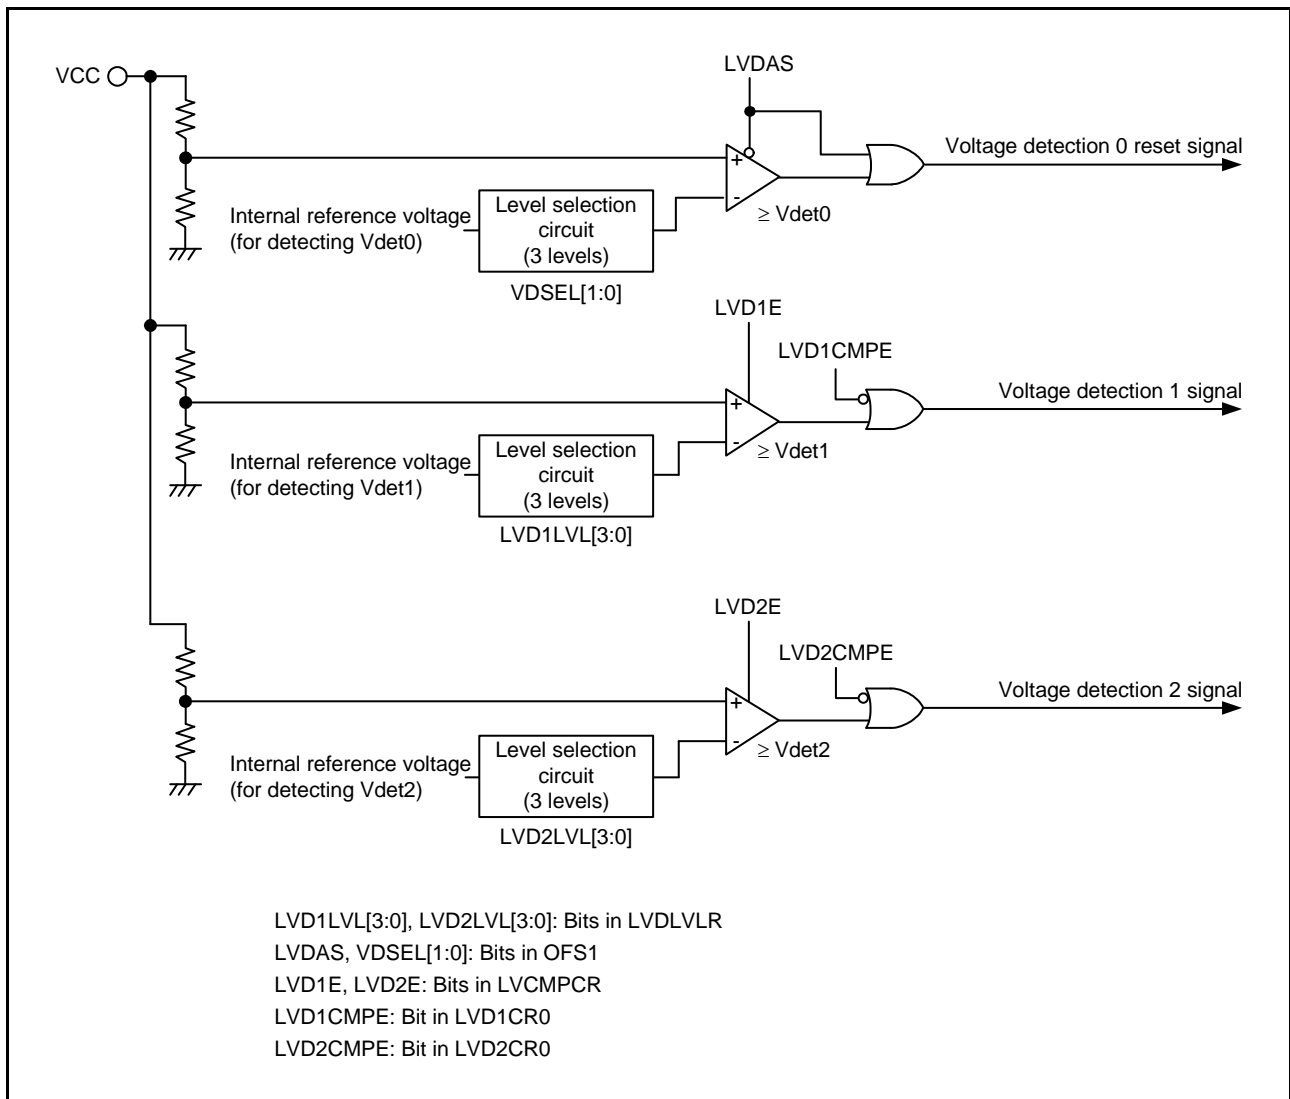 LVDAS
VCC
Voltage detection 0 reset signal
+
-
≥ Vdet0
Internal reference voltage
(for detecting Vdet0)
Level selection
circuit
(3 levels)
VDSEL[1:0]
LVD1E
LVD1CMPE
Voltage detection 1 signal
+
-
≥ Vdet1
Internal reference voltage
(for detecting Vdet1)
Level selection
circuit
(3 levels)
LVD1LVL[3:0]
LVD2E
LVD2CMPE
Voltage detection 2 signal
+
-
≥ Vdet2
Internal reference voltage
(for detecting Vdet2)
Level selection
circuit
(3 levels)
LVD2LVL[3:0]
LVD1LVL[3:0], LVD2LVL[3:0]: Bits in LVDLVLR
LVDAS, VDSEL[1:0]: Bits in OFS1
LVD1E, LVD2E: Bits in LVCMPCR
LVD1CMPE: Bit in LVD1CR0
LVD2CMPE: Bit in LVD2CR0